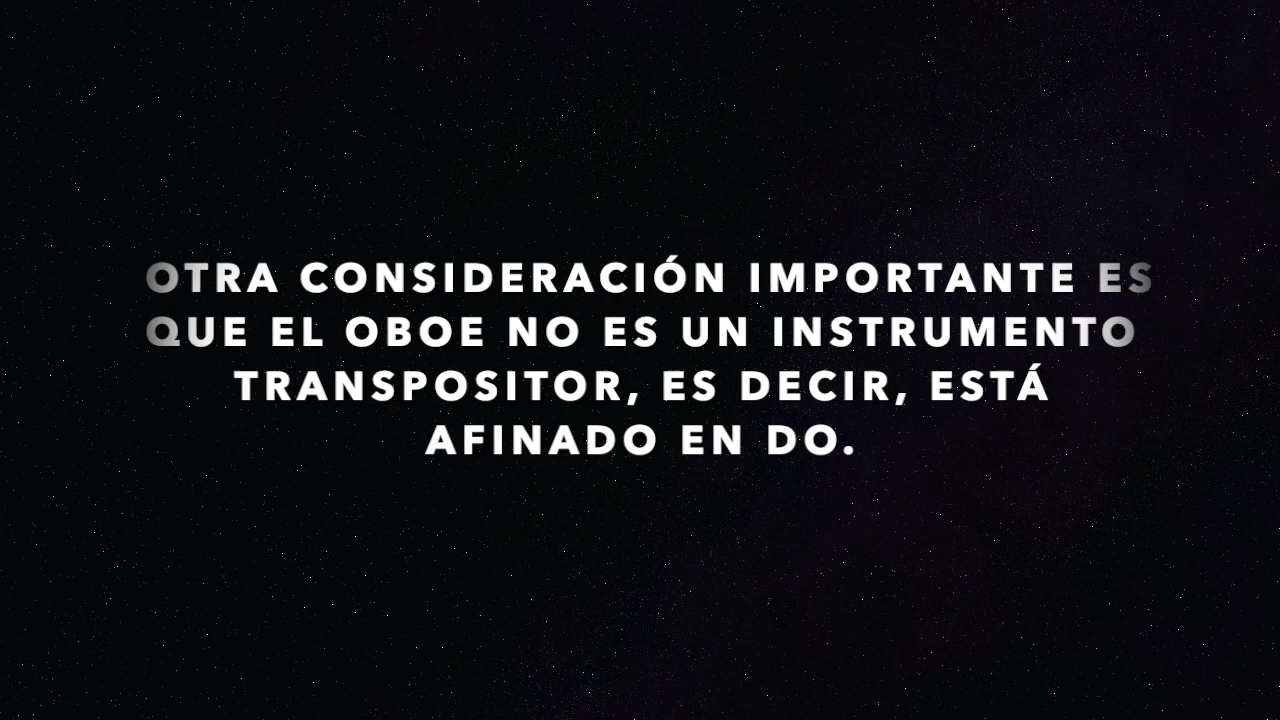 OTRA CONSIDERACIÓN IMPORTANTE ES
QUE EL OBOE NO ES UN INSTRUMENTO
TRANSPOSITOR, ES DECIR, ESTÁ
AFINADO EN DO.